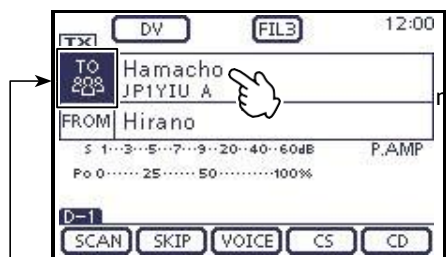 DV FIL3 12:00
TX
TO Hamacho
JP1YIU A
FROM Hirano
S 1··3··5··7··9··20··40··60dB P.AMP
Po 0······25······50·········100%
D-1
SCAN SKIP VOICE CS CD